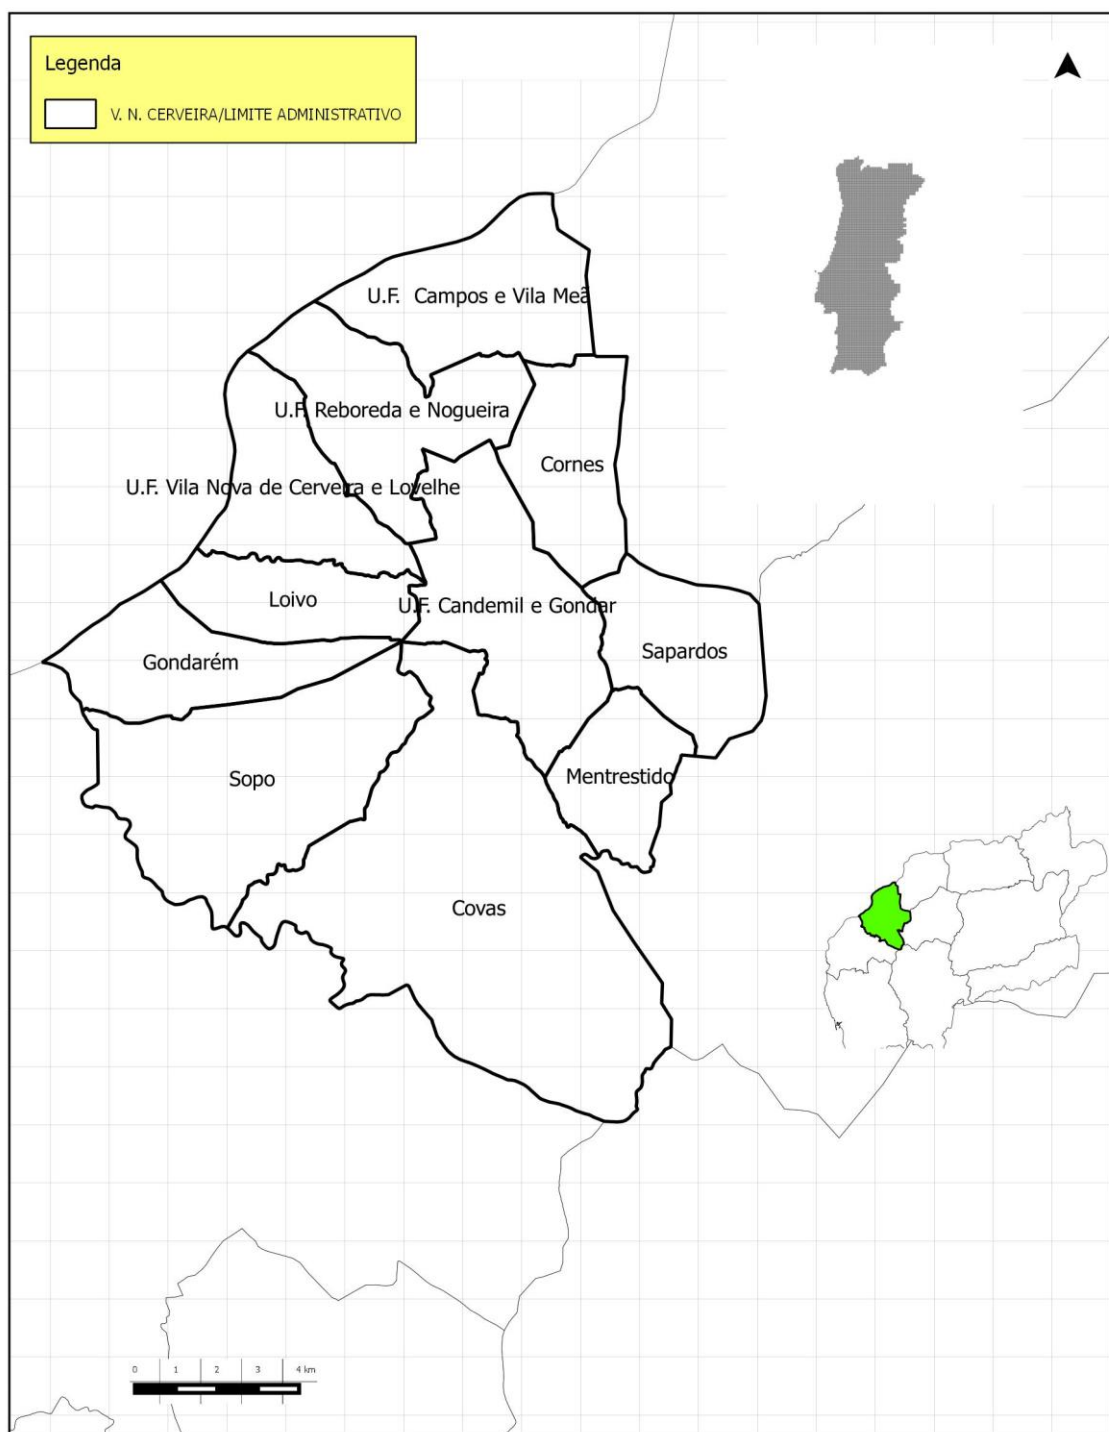 Legenda
V. N. CERVEIRA/LIMITE ADMINISTRATIVO
U.F. Campos e Vila Meã
U.F. Reboreda e Nogueira
Cornes
U.F. Vila Nova de Cerveira e Lovelhe
Loivo
U.F. Candemil e Gondar
Sapardos
Gondarém
Mentrestido
Sopo
Covas
0 1 2 3 4 km